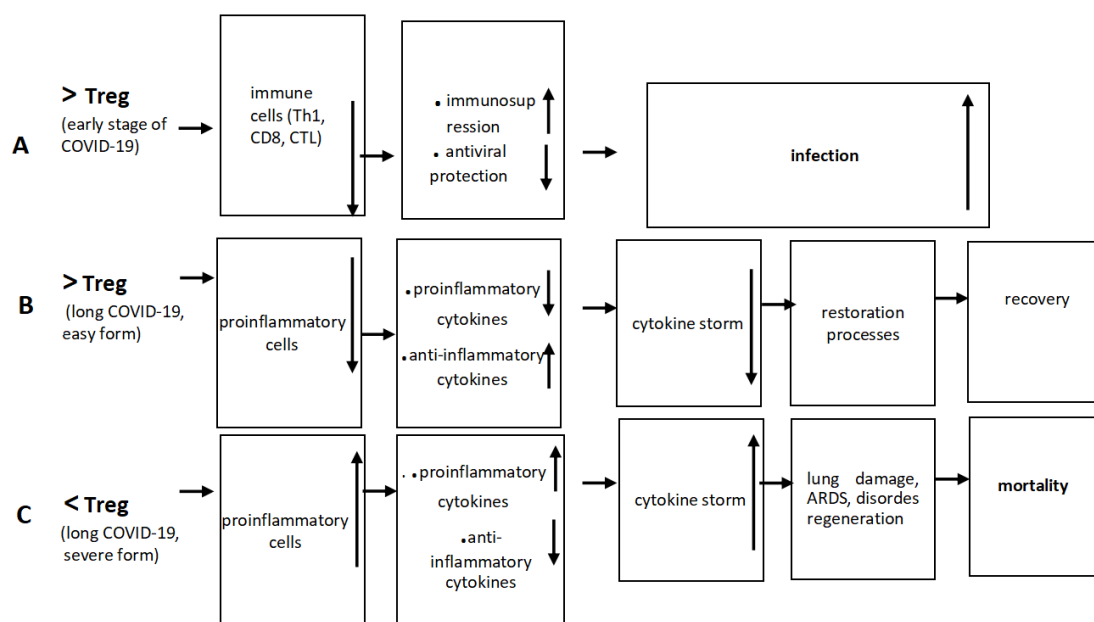 A
> Treg
(early stage of
COVID-19)
immune
cells (Th1,
CD8, CTL)
. immunosup
ression
. antiviral
protection
infection
B
> Treg
(long COVID-19,
easy form)
proinflammatory
cells
.proinflammatory
cytokines
.anti-inflammatory
cytokines
cytokine storm
restoration
processes
recovery
C
< Treg
(long COVID-19,
severe form)
proinflammatory
cells
. .proinflammatory
cytokines
.anti-
inflammatory
cytokines
cytokine storm
lung damage,
ARDS, disordes
regeneration
mortality